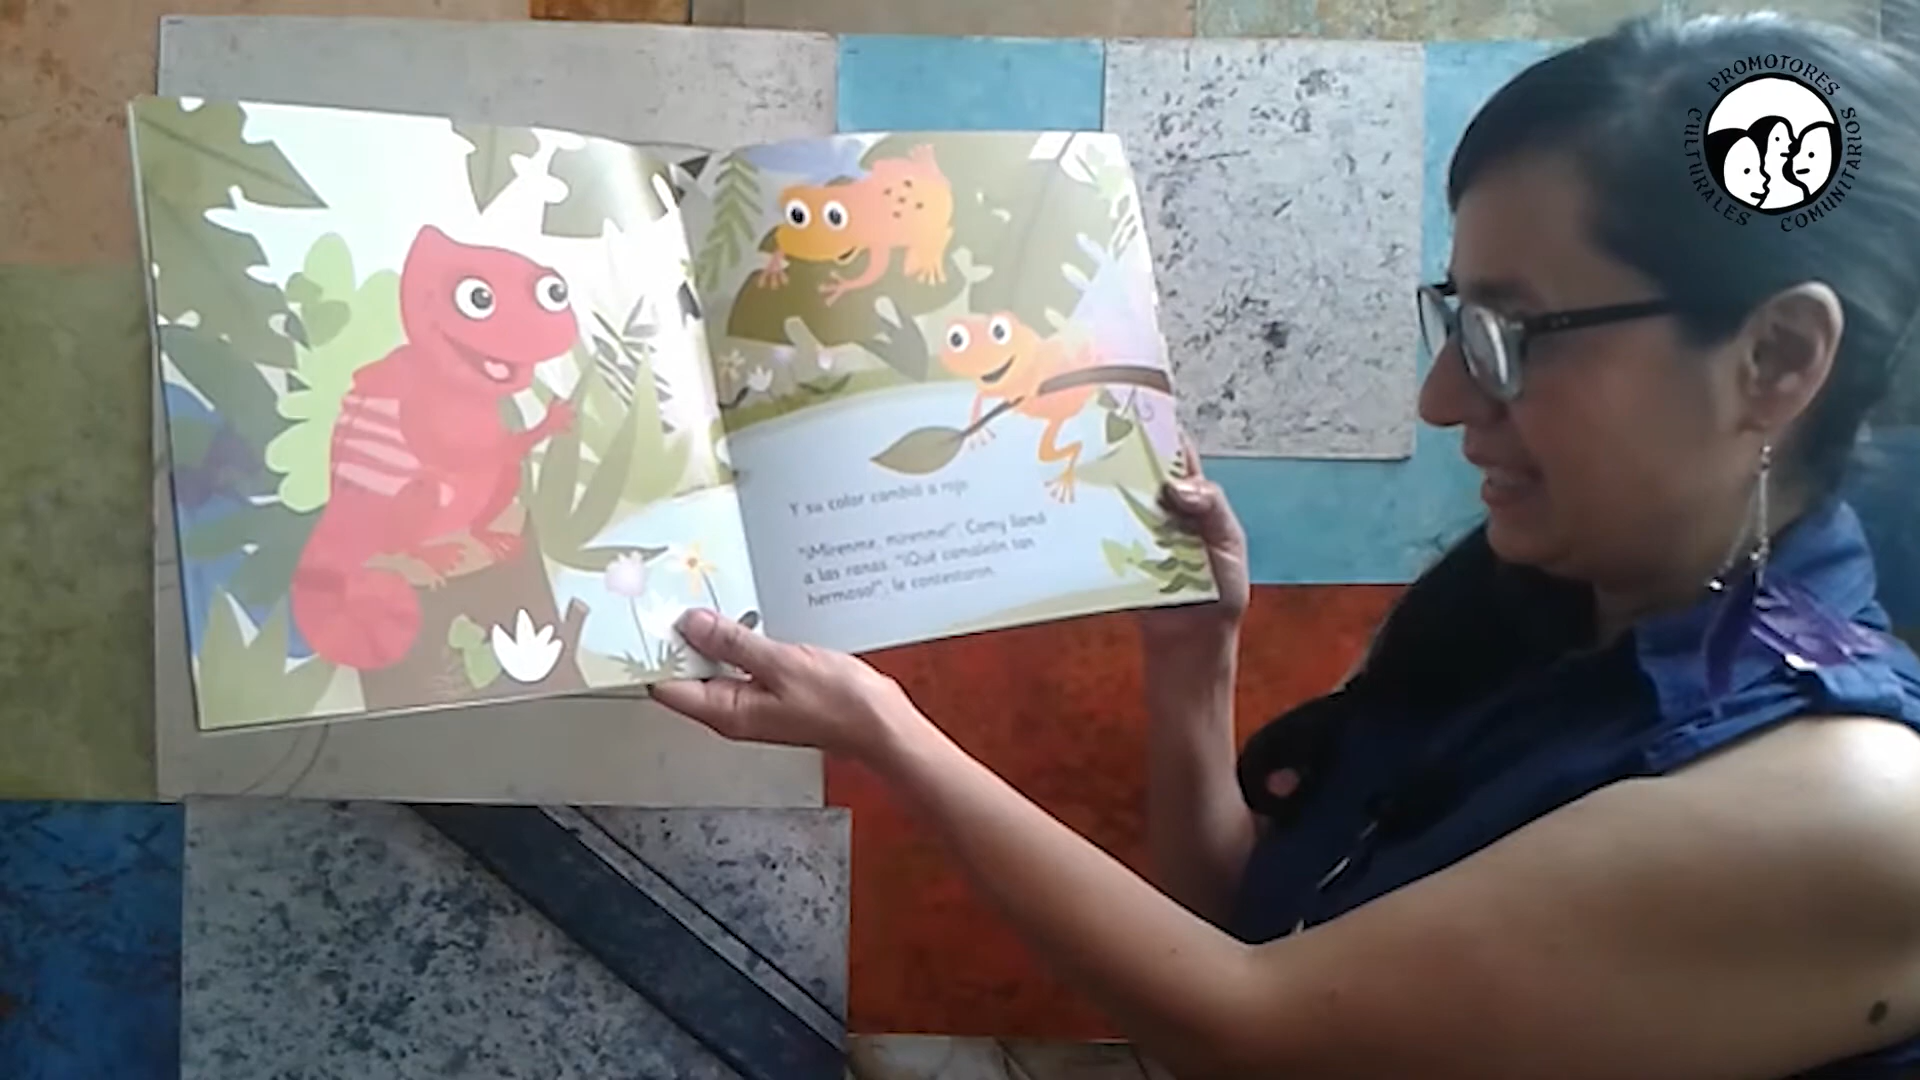 PROMOTORES
CULTURALES
COMUNITARIOS
Y su color cambió a rojo.
"¡Mírenme, mírenme!", Camy llamó
a las ranas. "¡Qué camaleón tan
hermoso!", le contestaron.